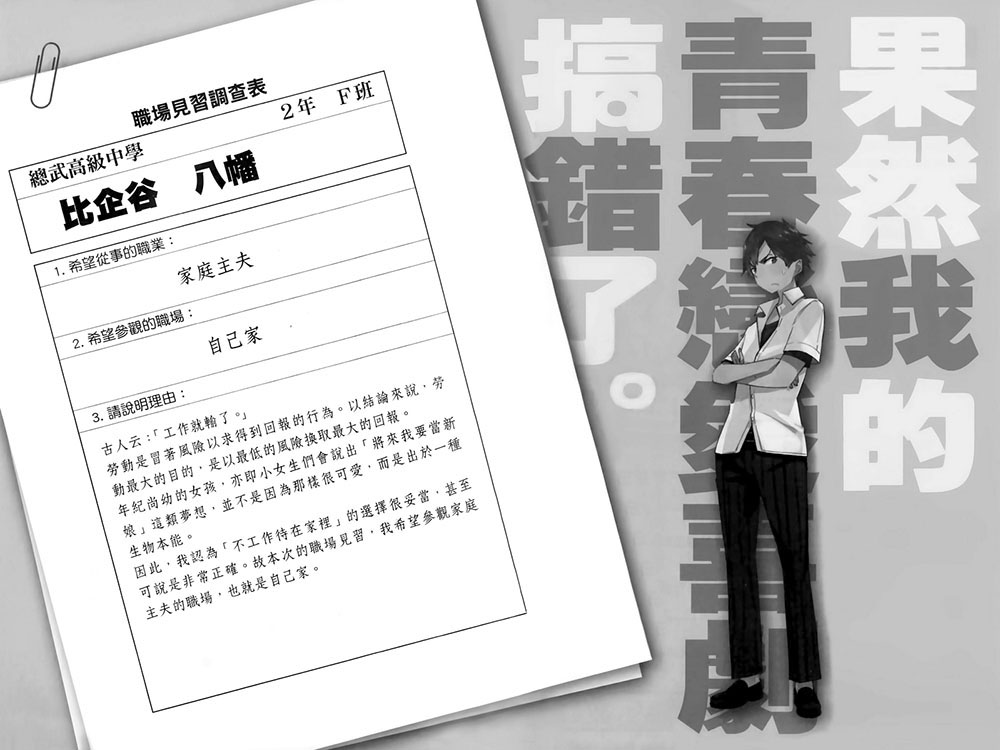 職場見習調查表
總武高級中學　2年　F班
比企谷　八幡
1. 希望從事的職業：
家庭主夫
2. 希望參觀的職場：
自己家
3. 請說明理由：
古人云：「工作就輸了。」
勞動是冒著風險以求得到回報的行為。以結論來說，勞
動最大的目的，是以最低的風險換取最大的回報。
年紀尚幼的女孩，亦即小女生們會說出「將來我要當新
娘」這類夢想，並不是因為那樣很可愛，而是出於一種
生物本能。
因此，我認為「不工作待在家裡」的選擇很妥當，甚至
可說是非常正確。故本次的職場見習，我希望參觀家庭
主夫的職場，也就是自己家。
果然我的
青春戀愛喜劇
搞錯了。